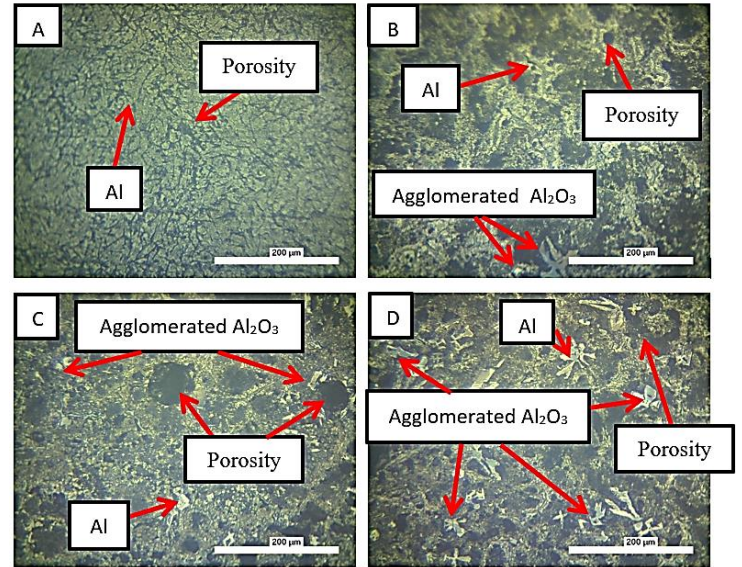 A
Porosity
Al
200 µm
B
Al
Porosity
Agglomerated Al₂O₃
200 µm
C
Agglomerated Al₂O₃
Porosity
Al
200 µm
D
Al
Agglomerated Al₂O₃
Porosity
200 µm